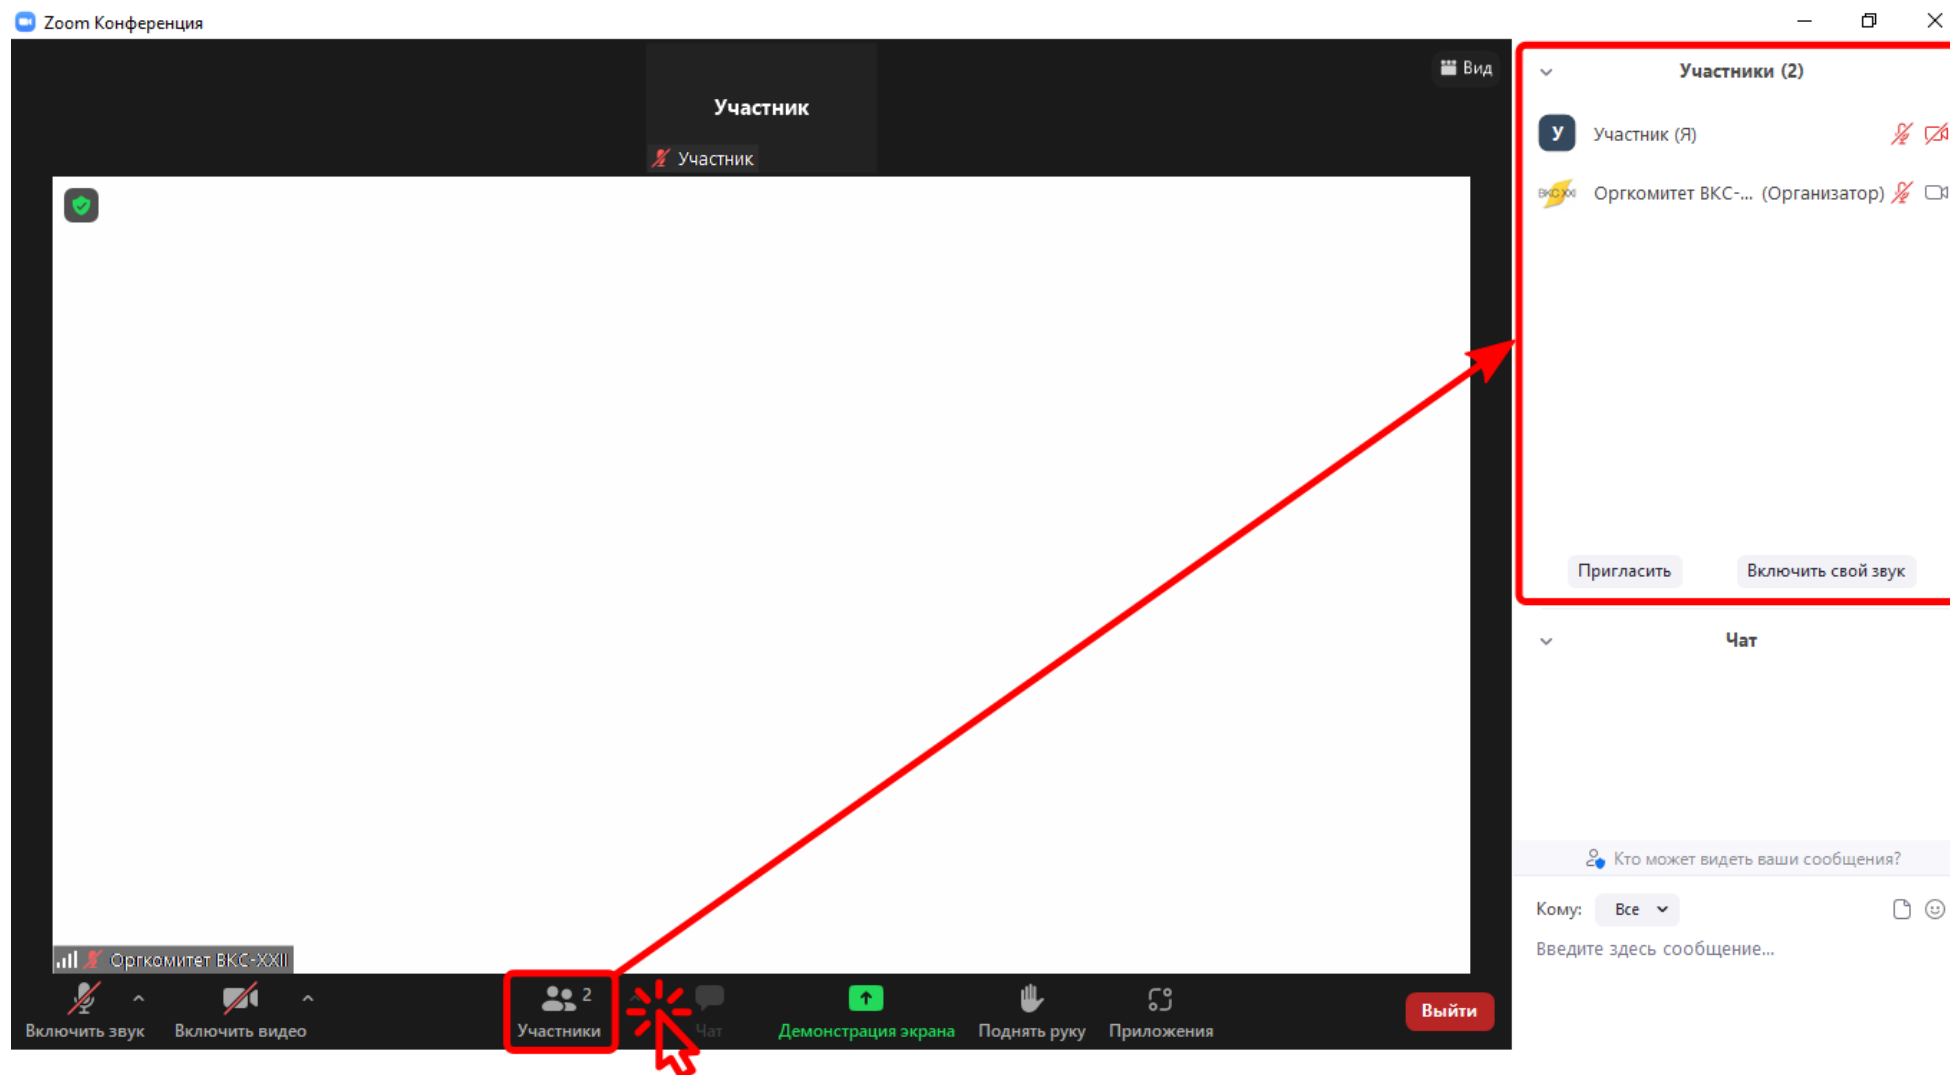 Zoom Конференция
Вид
Участник
Участник
Оргкомитет ВКС-XXII
Включить звук
Включить видео
2
Участники
Чат
Демонстрация экрана
Поднять руку
Приложения
Выйти
Участники (2)
У Участник (Я)
ВКС XXI Оргкомитет ВКС-... (Организатор)
Пригласить
Включить свой звук
Чат
Кто может видеть ваши сообщения?
Кому: Все
Введите здесь сообщение...